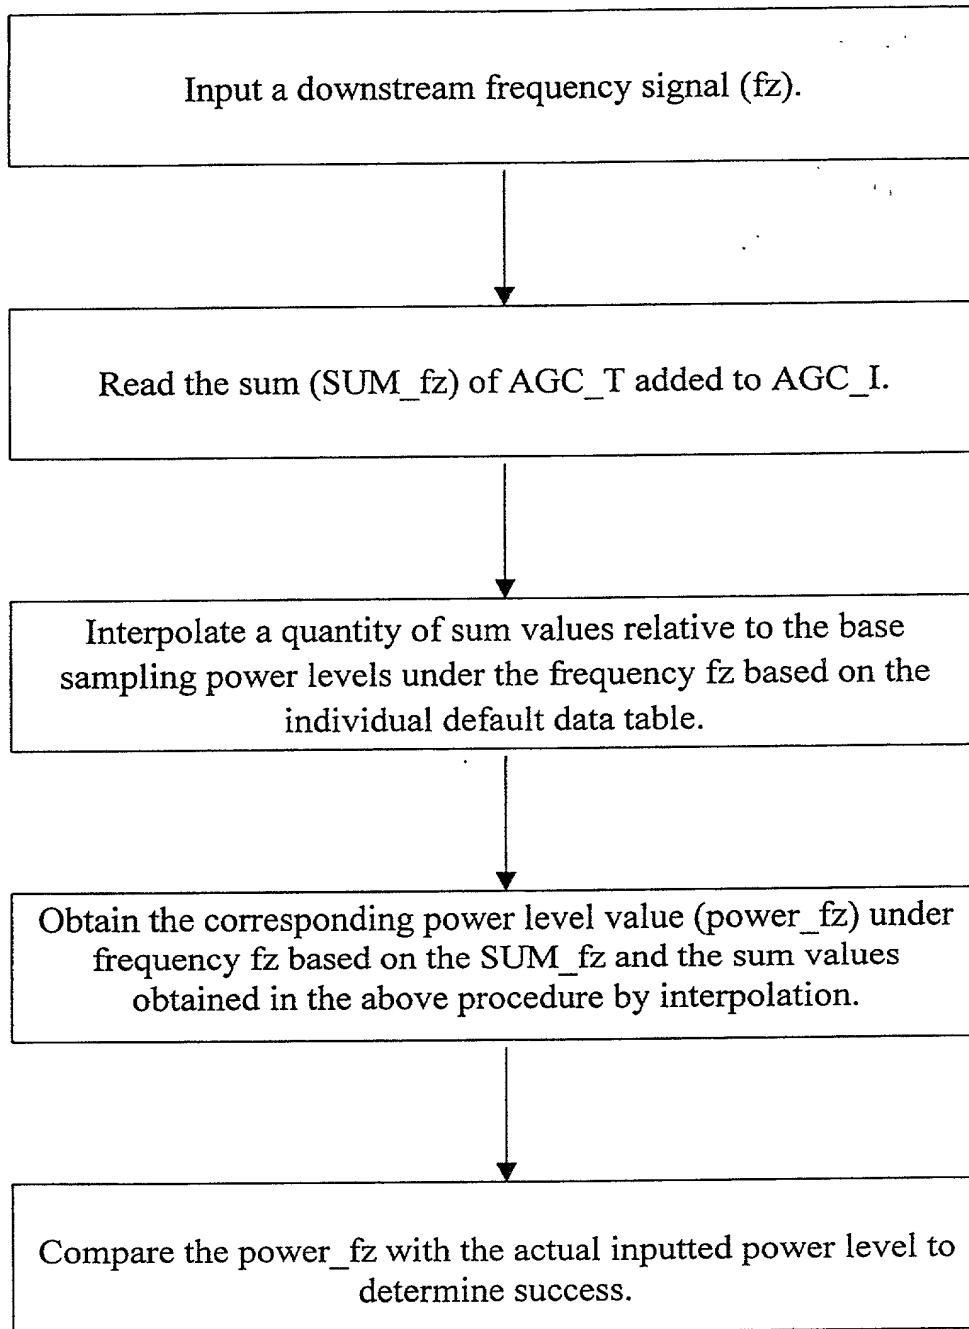 Input a downstream frequency signal (fz).
Read the sum (SUM_fz) of AGC_T added to AGC_I.
Interpolate a quantity of sum values relative to the base
sampling power levels under the frequency fz based on the
individual default data table.
Obtain the corresponding power level value (power_fz) under
frequency fz based on the SUM_fz and the sum values
obtained in the above procedure by interpolation.
Compare the power_fz with the actual inputted power level to
determine success.